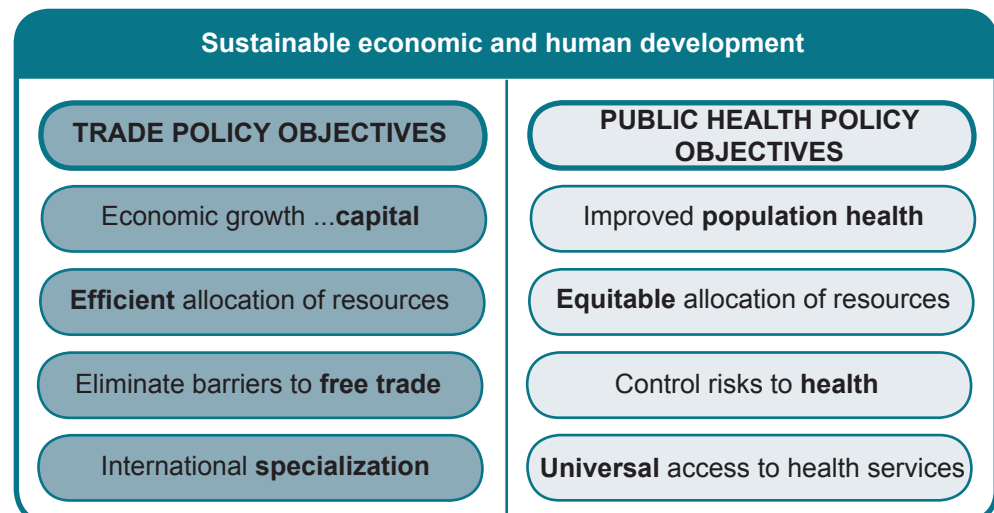 Sustainable economic and human development
TRADE POLICY OBJECTIVES
Economic growth ...capital
Efficient allocation of resources
Eliminate barriers to free trade
International specialization
PUBLIC HEALTH POLICY
OBJECTIVES
Improved population health
Equitable allocation of resources
Control risks to health
Universal access to health services